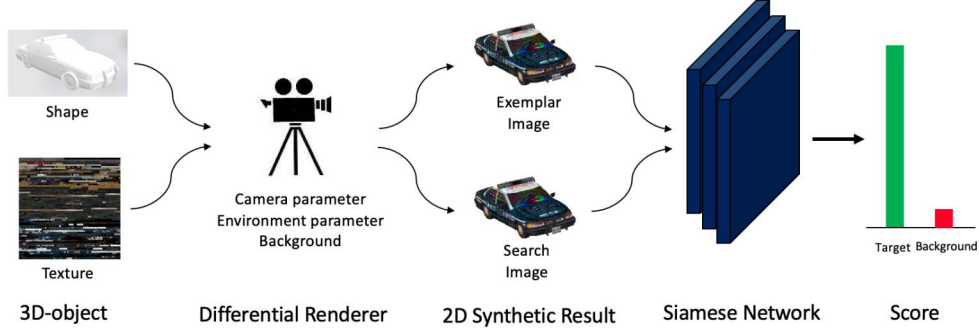 Shape
Texture
3D-object
Camera parameter
Environment parameter
Background
Differential Renderer
Exemplar
Image
Search
Image
2D Synthetic Result
Siamese Network
Target
Background
Score